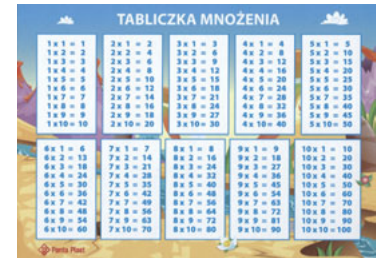 TABLICZKA MNOŻENIA
1 x 1 = 1
1 x 2 = 2
1 x 3 = 3
1 x 4 = 4
1 x 5 = 5
1 x 6 = 6
1 x 7 = 7
1 x 8 = 8
1 x 9 = 9
1 x 10 = 10
2 x 1 = 2
2 x 2 = 4
2 x 3 = 6
2 x 4 = 8
2 x 5 = 10
2 x 6 = 12
2 x 7 = 14
2 x 8 = 16
2 x 9 = 18
2 x 10 = 20
3 x 1 = 3
3 x 2 = 6
3 x 3 = 9
3 x 4 = 12
3 x 5 = 15
3 x 6 = 18
3 x 7 = 21
3 x 8 = 24
3 x 9 = 27
3 x 10 = 30
4 x 1 = 4
4 x 2 = 8
4 x 3 = 12
4 x 4 = 16
4 x 5 = 20
4 x 6 = 24
4 x 7 = 28
4 x 8 = 32
4 x 9 = 36
4 x 10 = 40
5 x 1 = 5
5 x 2 = 10
5 x 3 = 15
5 x 4 = 20
5 x 5 = 25
5 x 6 = 30
5 x 7 = 35
5 x 8 = 40
5 x 9 = 45
5 x 10 = 50
6 x 1 = 6
6 x 2 = 12
6 x 3 = 18
6 x 4 = 24
6 x 5 = 30
6 x 6 = 36
6 x 7 = 42
6 x 8 = 48
6 x 9 = 54
6 x 10 = 60
7 x 1 = 7
7 x 2 = 14
7 x 3 = 21
7 x 4 = 28
7 x 5 = 35
7 x 6 = 42
7 x 7 = 49
7 x 8 = 56
7 x 9 = 63
7 x 10 = 70
8 x 1 = 8
8 x 2 = 16
8 x 3 = 24
8 x 4 = 32
8 x 5 = 40
8 x 6 = 48
8 x 7 = 56
8 x 8 = 64
8 x 9 = 72
8 x 10 = 80
9 x 1 = 9
9 x 2 = 18
9 x 3 = 27
9 x 4 = 36
9 x 5 = 45
9 x 6 = 54
9 x 7 = 63
9 x 8 = 72
9 x 9 = 81
9 x 10 = 90
10 x 1 = 10
10 x 2 = 20
10 x 3 = 30
10 x 4 = 40
10 x 5 = 50
10 x 6 = 60
10 x 7 = 70
10 x 8 = 80
10 x 9 = 90
10 x 10 = 100
Panta Plast